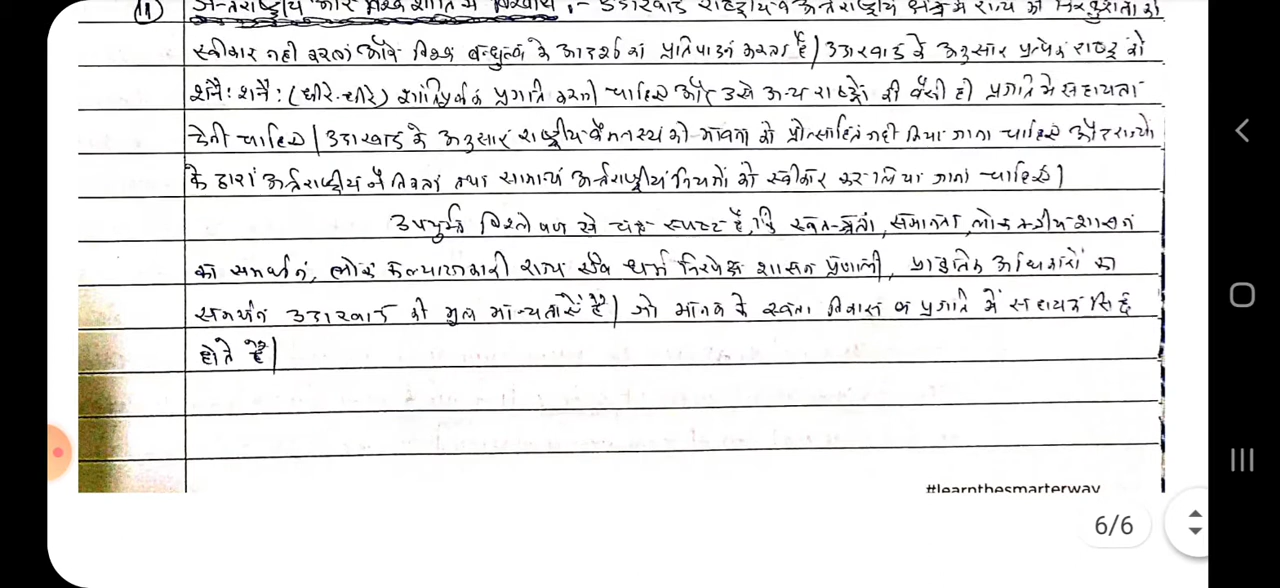 11 अन्तर्राष्ट्रीय और विश्व शान्ति में विश्वास :- उदारवाद राष्ट्रीय व अन्तर्राष्ट्रीय क्षेत्र में राज्य की निरंकुशता को
स्वीकार नहीं करता और विश्व बन्धुत्व के आदर्श का प्रतिपादन करता है / उदारवाद के अनुसार प्रत्येक राष्ट्र को
शनैः शनैः (धीरे-धीरे) शांतिपूर्वक प्रगति करनी चाहिए और उसे अन्य राष्ट्रों की वैसी ही प्रगति में सहायता
देनी चाहिए / उदारवाद के अनुसार राष्ट्रीय वैमनस्य की भावना को प्रोत्साहित नहीं किया जाना चाहिए और राज्यो
के द्वारा अर्न्तराष्ट्रीय नैतिकता तथा सामान्य अर्न्तराष्ट्रीय नियमों को स्वीकार कर लिया जाना चाहिए /
उपर्युक्त विश्लेषण से यह स्पष्ट है, कि स्वतन्त्रता, समानता, लोकतन्त्रीय शासन
का समर्थन, लोक कल्याणकारी राज्य एवं धर्म निरपेक्ष शासन प्रणाली, प्राकृतिक अधिकारों का
समर्थन उदारवाद की मूल मान्यताएँ है / जो मानव के विकास व प्रगति में सहायक सिद्ध
होते है /
#learnthesmarterway
6/6